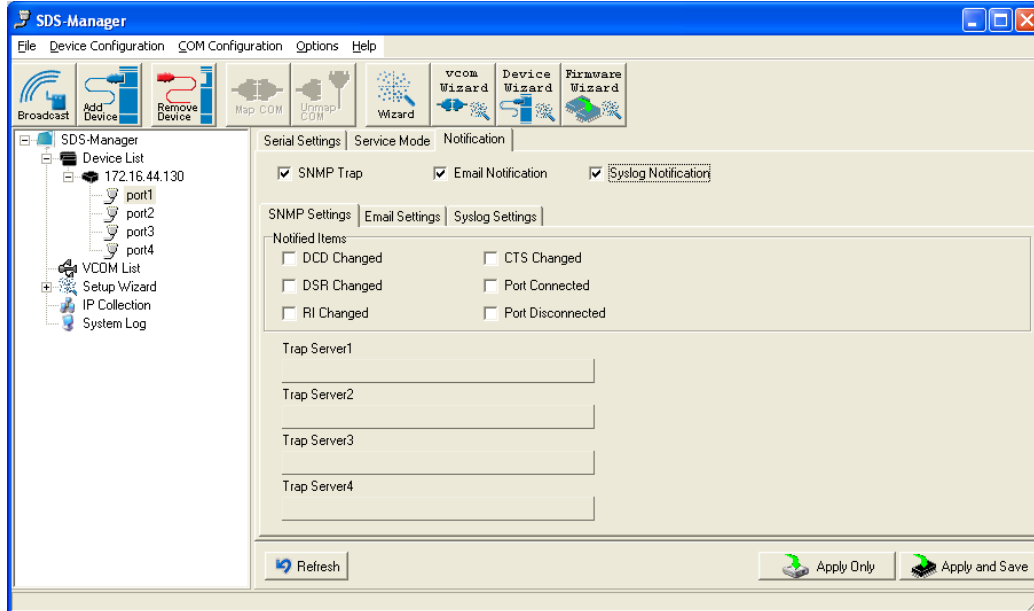 SDS-Manager
File Device Configuration COM Configuration Options Help
Broadcast
Add Device
Remove Device
Map COM
Unmap COM
Wizard
vcom Wizard
Device Wizard
Firmware Wizard
SDS-Manager
Device List
172.16.44.130
port1
port2
port3
port4
VCOM List
Setup Wizard
IP Collection
System Log
Serial Settings Service Mode Notification
SNMP Trap Email Notification Syslog Notification
SNMP Settings Email Settings Syslog Settings
Notified Items
DCD Changed CTS Changed
DSR Changed Port Connected
RI Changed Port Disconnected
Trap Server1
Trap Server2
Trap Server3
Trap Server4
Refresh Apply Only Apply and Save